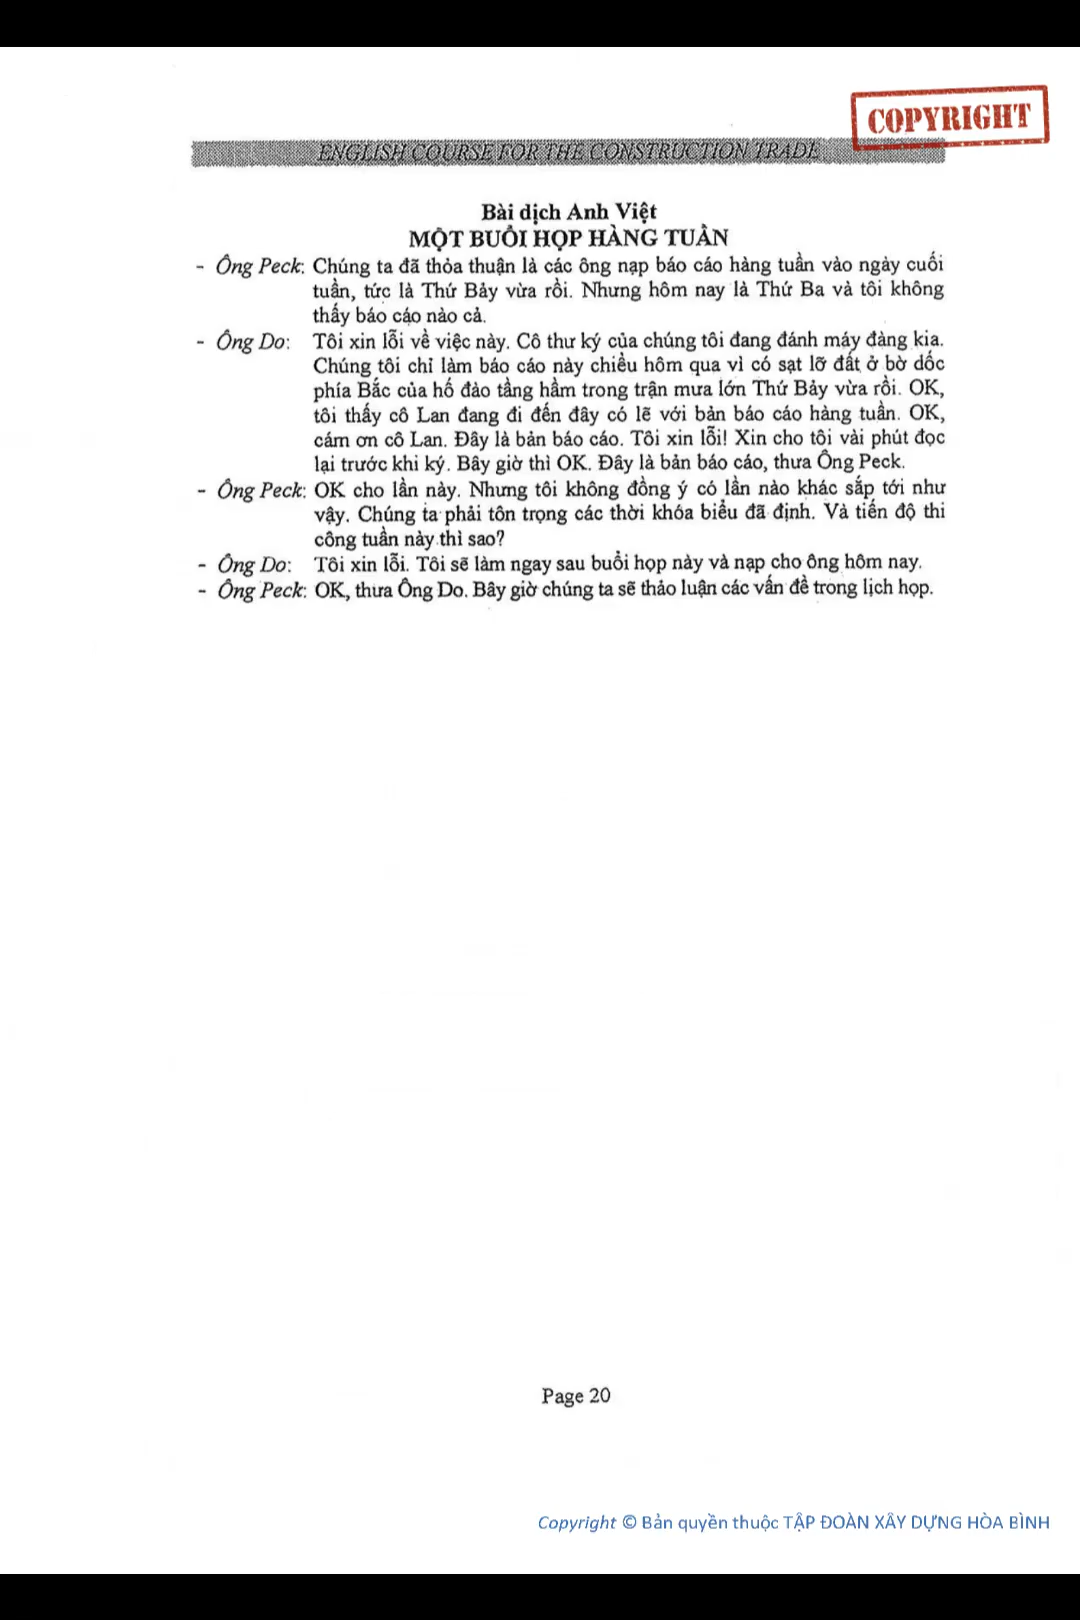 COPYRIGHT
ENGLISH COURSE FOR THE CONSTRUCTION TRADE
Bài dịch Anh Việt
MỘT BUỔI HỌP HÀNG TUẦN
- Ông Peck: Chúng ta đã thỏa thuận là các ông nạp báo cáo hàng tuần vào ngày cuối
tuần, tức là Thứ Bảy vừa rồi. Nhưng hôm nay là Thứ Ba và tôi không
thấy báo cáo nào cả.
- Ông Do: Tôi xin lỗi về việc này. Cô thư ký của chúng tôi đang đánh máy đàng kia.
Chúng tôi chỉ làm báo cáo này chiều hôm qua vì có sạt lỡ đất ở bờ dốc
phía Bắc của hố đào tầng hầm trong trận mưa lớn Thứ Bảy vừa rồi. OK,
tôi thấy cô Lan đang đi đến đây có lẽ với bản báo cáo hàng tuần. OK,
cám ơn cô Lan. Đây là bản báo cáo. Tôi xin lỗi! Xin cho tôi vài phút đọc
lại trước khi ký. Bây giờ thì OK. Đây là bản báo cáo, thưa Ông Peck.
- Ông Peck: OK cho lần này. Nhưng tôi không đồng ý có lần nào khác sắp tới như
vậy. Chúng ta phải tôn trọng các thời khóa biểu đã định. Và tiến độ thi
công tuần này thì sao?
- Ông Do: Tôi xin lỗi. Tôi sẽ làm ngay sau buổi họp này và nạp cho ông hôm nay.
- Ông Peck: OK, thưa Ông Do. Bây giờ chúng ta sẽ thảo luận các vấn đề trong lịch họp.
Page 20
Copyright © Bản quyền thuộc TẬP ĐOÀN XÂY DỰNG HÒA BÌNH